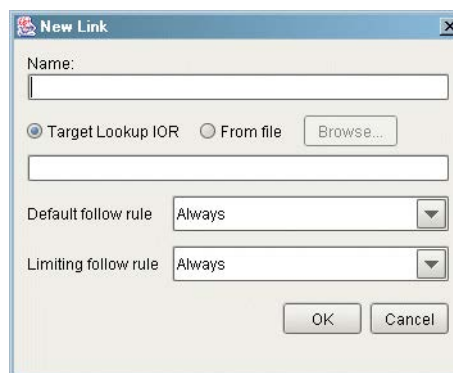 New Link
Name:
Target Lookup IOR From file Browse...
Default follow rule Always
Limiting follow rule Always
OK Cancel